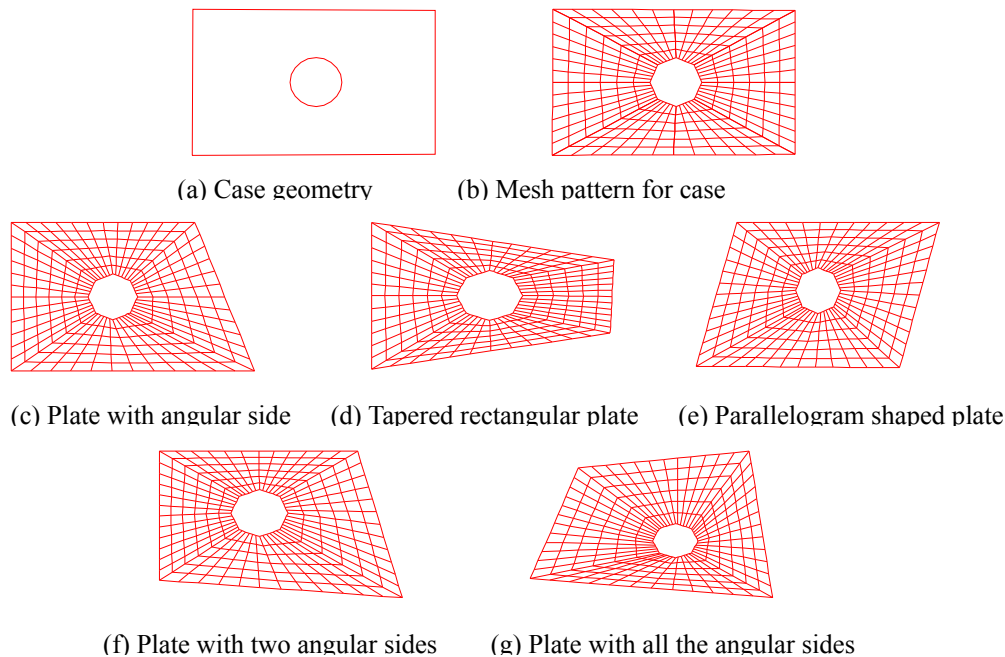 (a) Case geometry
(b) Mesh pattern for case
(c) Plate with angular side
(d) Tapered rectangular plate
(e) Parallelogram shaped plate
(f) Plate with two angular sides
(g) Plate with all the angular sides